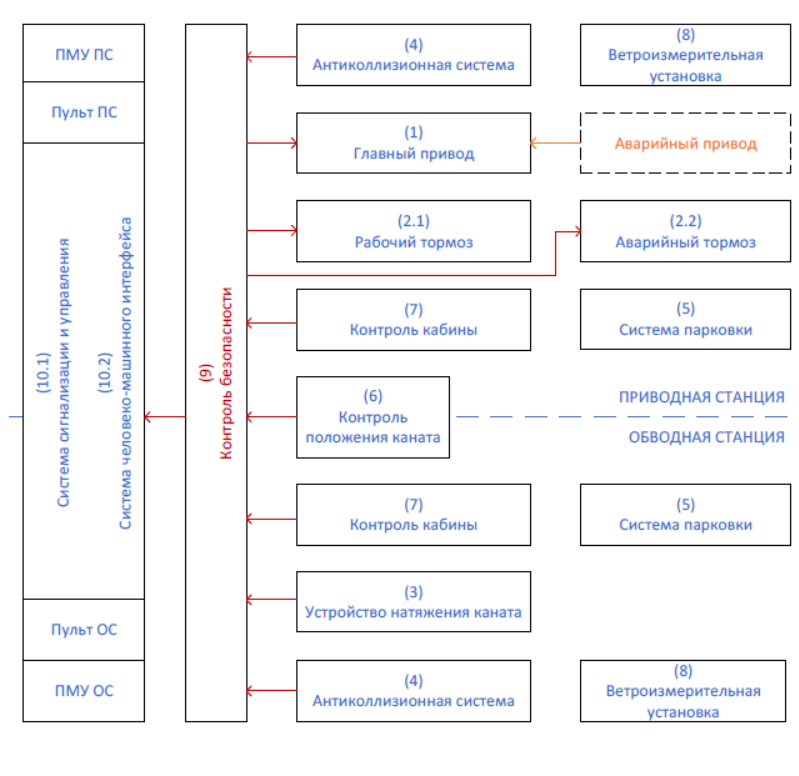 ПМУ ПС
Пульт ПС
(10.1)
Система сигнализации и управления
(10.2)
Система человеко-машинного интерфейса
Пульт ОС
ПМУ ОС
(9)
Контроль безопасности
(4)
Антиколлизионная система
(8)
Ветроизмерительная
установка
(1)
Главный привод
Аварийный привод
(2.1)
Рабочий тормоз
(2.2)
Аварийный тормоз
(7)
Контроль кабины
(5)
Система парковки
(6)
Контроль
положения каната
ПРИВОДНАЯ СТАНЦИЯ
ОБВОДНАЯ СТАНЦИЯ
(7)
Контроль кабины
(5)
Система парковки
(3)
Устройство натяжения каната
(4)
Антиколлизионная система
(8)
Ветроизмерительная
установка